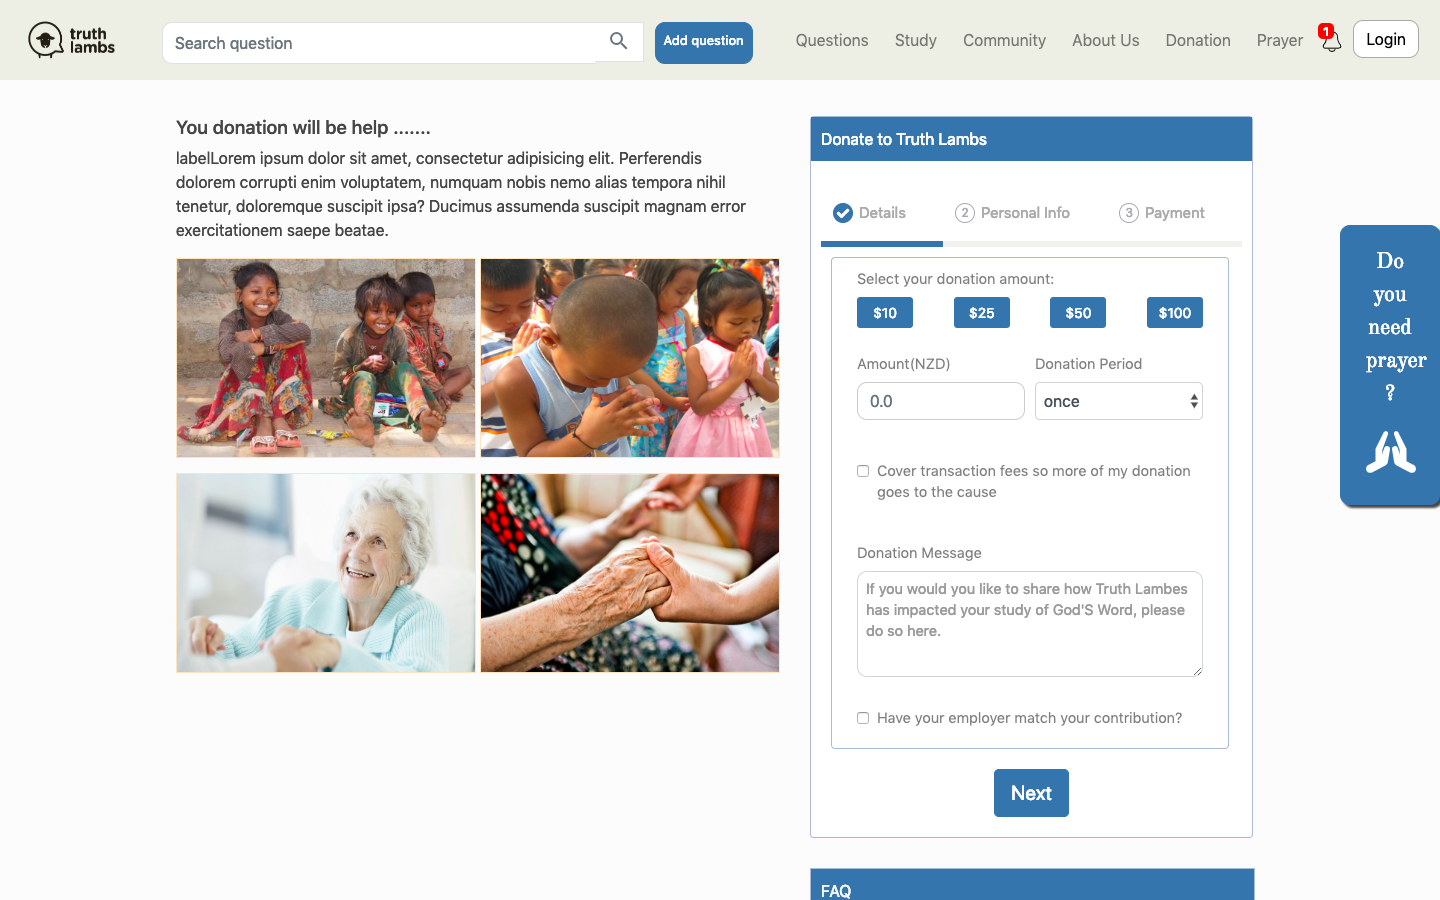 truth
lambs
Search question
Add question
Questions
Study
Community
About Us
Donation
Prayer
1
Login
You donation will be help .......
labelLorem ipsum dolor sit amet, consectetur adipisicing elit. Perferendis
dolorem corrupti enim voluptatem, numquam nobis nemo alias tempora nihil
tenetur, doloremque suscipit ipsa? Ducimus assumenda suscipit magnam error
exercitationem saepe beatae.
Donate to Truth Lambs
Details
2 Personal Info
3 Payment
Select your donation amount:
$10
$25
$50
$100
Amount(NZD)
Donation Period
0.0
once
Cover transaction fees so more of my donation
goes to the cause
Donation Message
If you would you like to share how Truth Lambes
has impacted your study of God'S Word, please
do so here.
Have your employer match your contribution?
Next
FAQ
Do
you
need
prayer
?